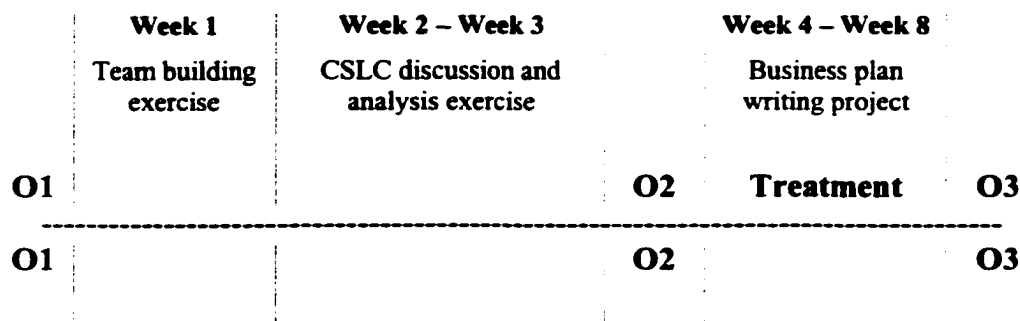 Week 1 Week 2 – Week 3 Week 4 – Week 8
Team building CSLC discussion and Business plan
exercise analysis exercise writing project
O1 O2 Treatment O3
O1 O2 O3